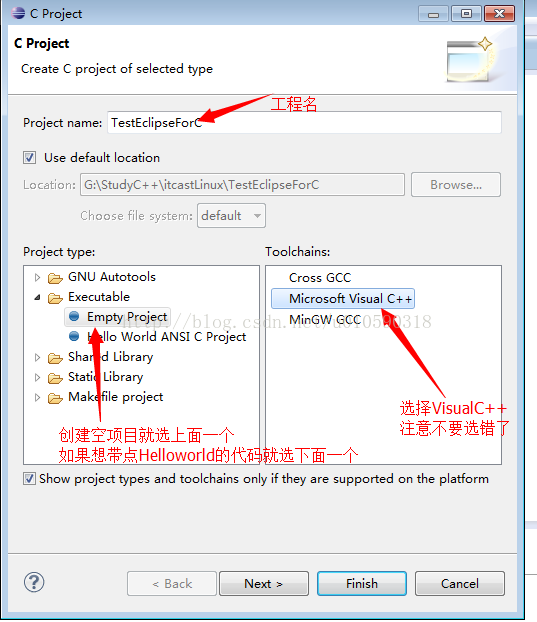 C Project
C Project
Create C project of selected type
工程名
Project name: TestEclipseForC
Use default location
Location: G:\StudyC++\itcastLinux\TestEclipseForC Browse...
Choose file system: default
Project type: Toolchains:
GNU Autotools
Executable
Empty Project
Hello World ANSI C Project
Shared Library
Static Library
Makefile project
Cross GCC
Microsoft Visual C++
MinGW GCC
选择VisualC++
注意不要选错了
创建空项目就选上面一个
如果想带点Helloworld的代码就选下面一个
Show project types and toolchains only if they are supported on the platform
? < Back Next > Finish Cancel